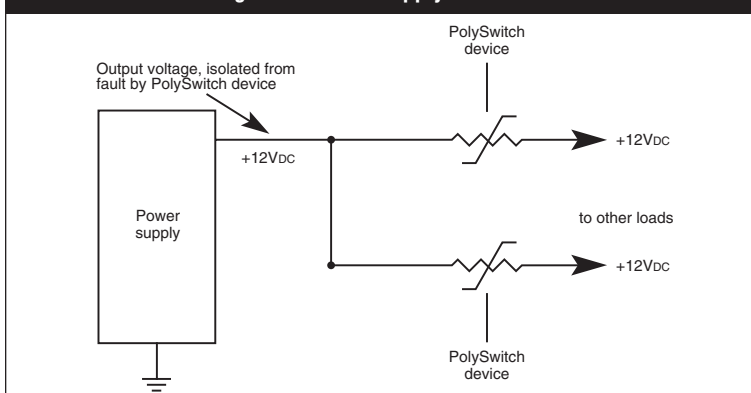 PolySwitch
device
Output voltage, isolated from
fault by PolySwitch device
+12VDC
+12VDC
Power
supply
to other loads
+12VDC
PolySwitch
device